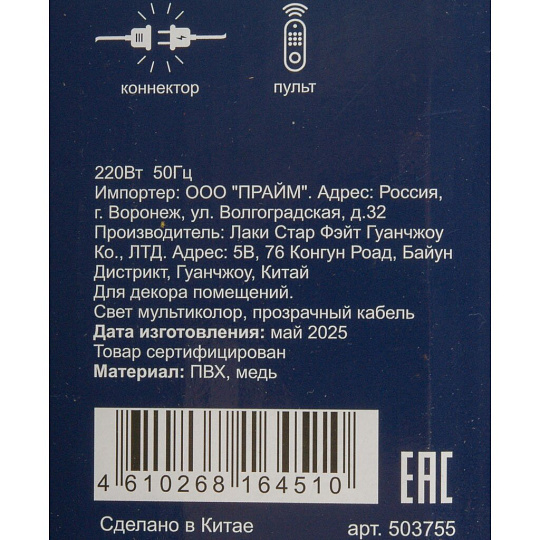 коннектор пульт
220Вт 50Гц
Импортер: ООО "ПРАЙМ". Адрес: Россия,
г. Воронеж, ул. Волгоградская, д.32
Производитель: Лаки Стар Фэйт Гуанчжоу
Ко., ЛТД. Адрес: 5В, 76 Конгун Роад, Байун
Дистрикт, Гуанчжоу, Китай
Для декора помещений.
Свет мультиколор, прозрачный кабель
Дата изготовления: май 2025
Товар сертифицирован
Материал: ПВХ, медь
4 610268 164510
EAC
Сделано в Китае
арт. 503755